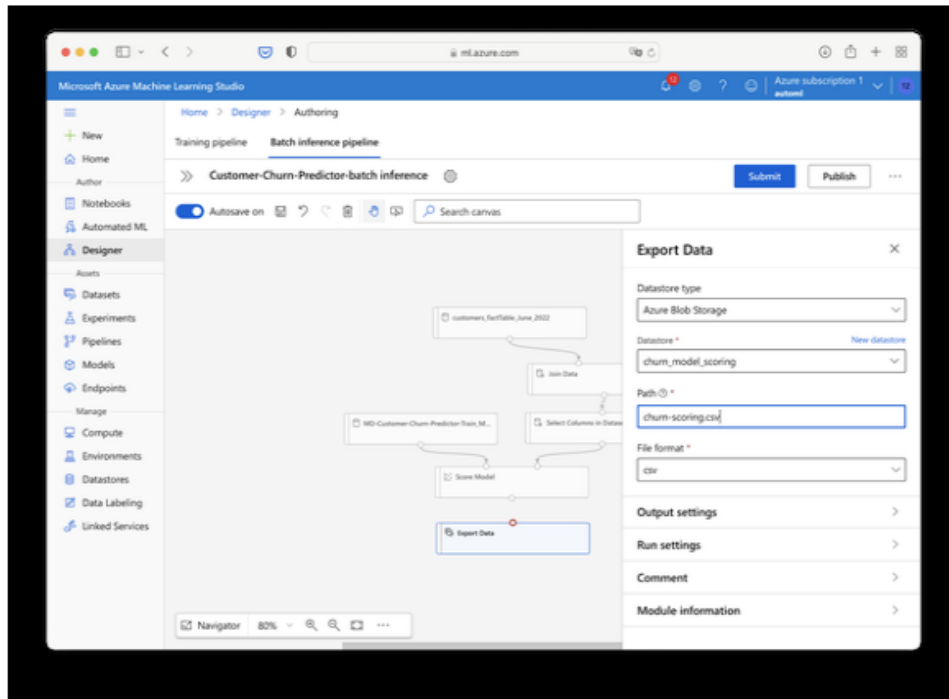 ml.azure.com
Microsoft Azure Machine Learning Studio
12
Azure subscription 1
automl
Home > Designer > Authoring
New
Home
Author
Notebooks
Automated ML
Designer
Assets
Datasets
Experiments
Pipelines
Models
Endpoints
Manage
Compute
Environments
Datastores
Data Labeling
Linked Services
Training pipeline Batch inference pipeline
Customer-Churn-Predictor-batch inference
Submit Publish ...
Autosave on
Search canvas
customers_factTable_June_2022
Join Data
MD-Customer-Churn-Predictor-Train_M...
Select Columns in Datas
Score Model
Export Data
Navigator 80% ...
Export Data
Datastore type
Azure Blob Storage
Datastore * New datastore
churn_model_scoring
Path *
churn-scoring.csv
File format *
csv
Output settings
Run settings
Comment
Module information